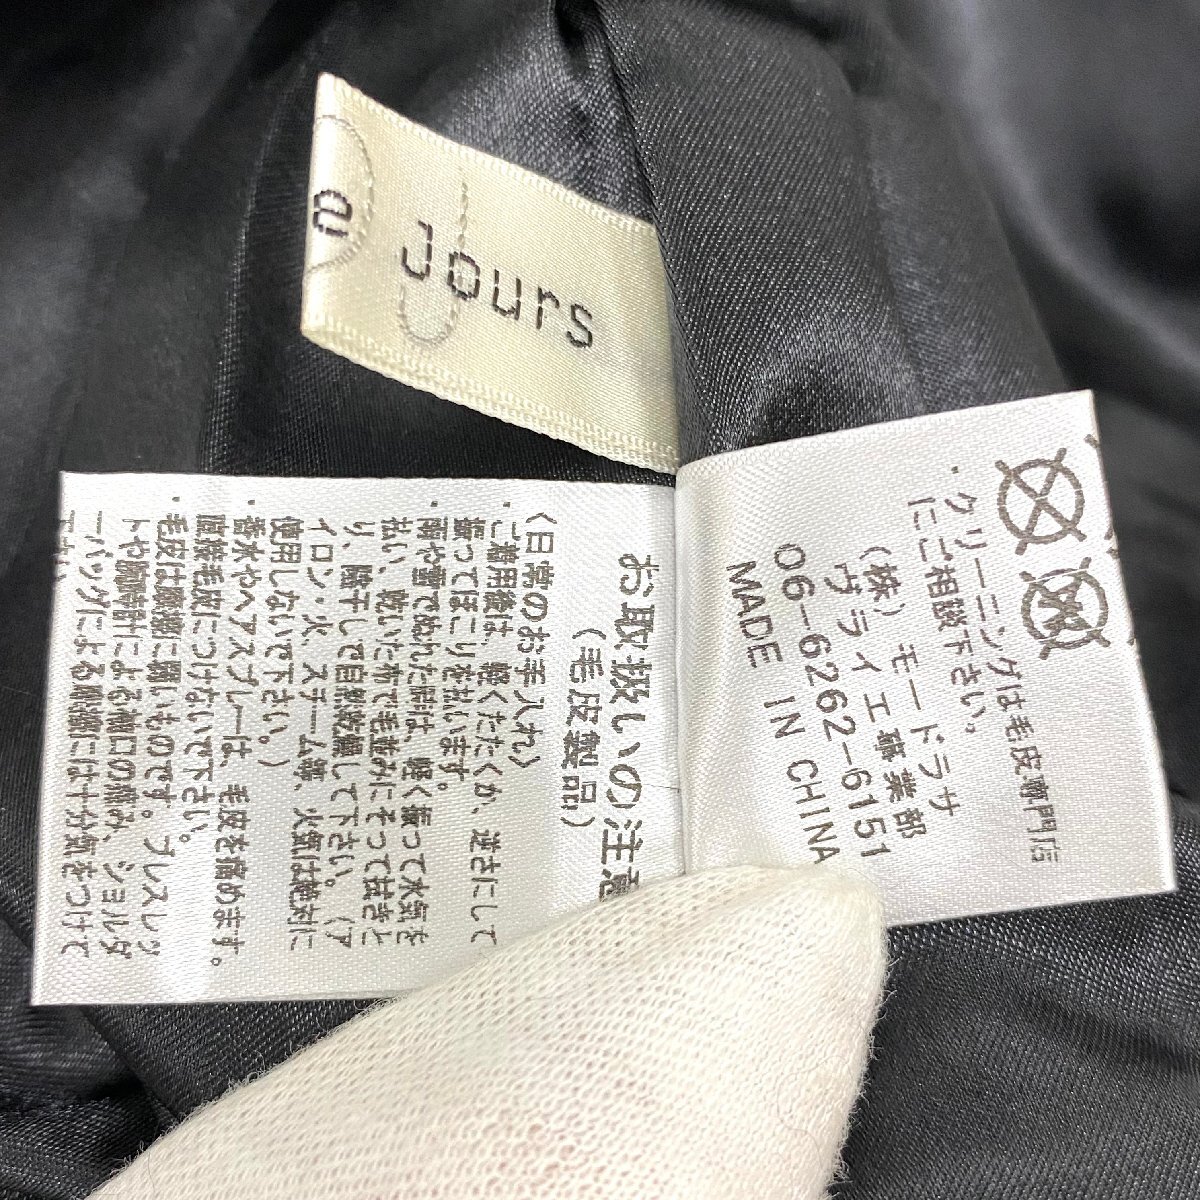 e Jours
・クリーニングは毛皮専門店
にご相談下さい。
(株) モードラサ
ヴライエ事業部
06-6262-6151
MADE IN CHINA
お取扱いの注意
(毛皮製品)
〈日常のお手入れ〉
・ご着用後は、軽くたたくか、逆さにして
振ってほこりを払います。
・雨や雪でぬれた際は、軽く振って水気を
払い、乾いた布で毛並みにそって拭きと
り、陰干しで自然乾燥して下さい。(ア
イロン・火、スチーム等、火気は絶対に
使用しないで下さい。)
・香水やヘアスプレーは、毛皮を痛めます。
直接毛皮につけないで下さい。
・毛皮は摩擦に弱いものです。ブレスレッ
トや腕時計による袖口の痛み、ショルダ
ーバッグによる摩擦には十分気をつけて
下さい